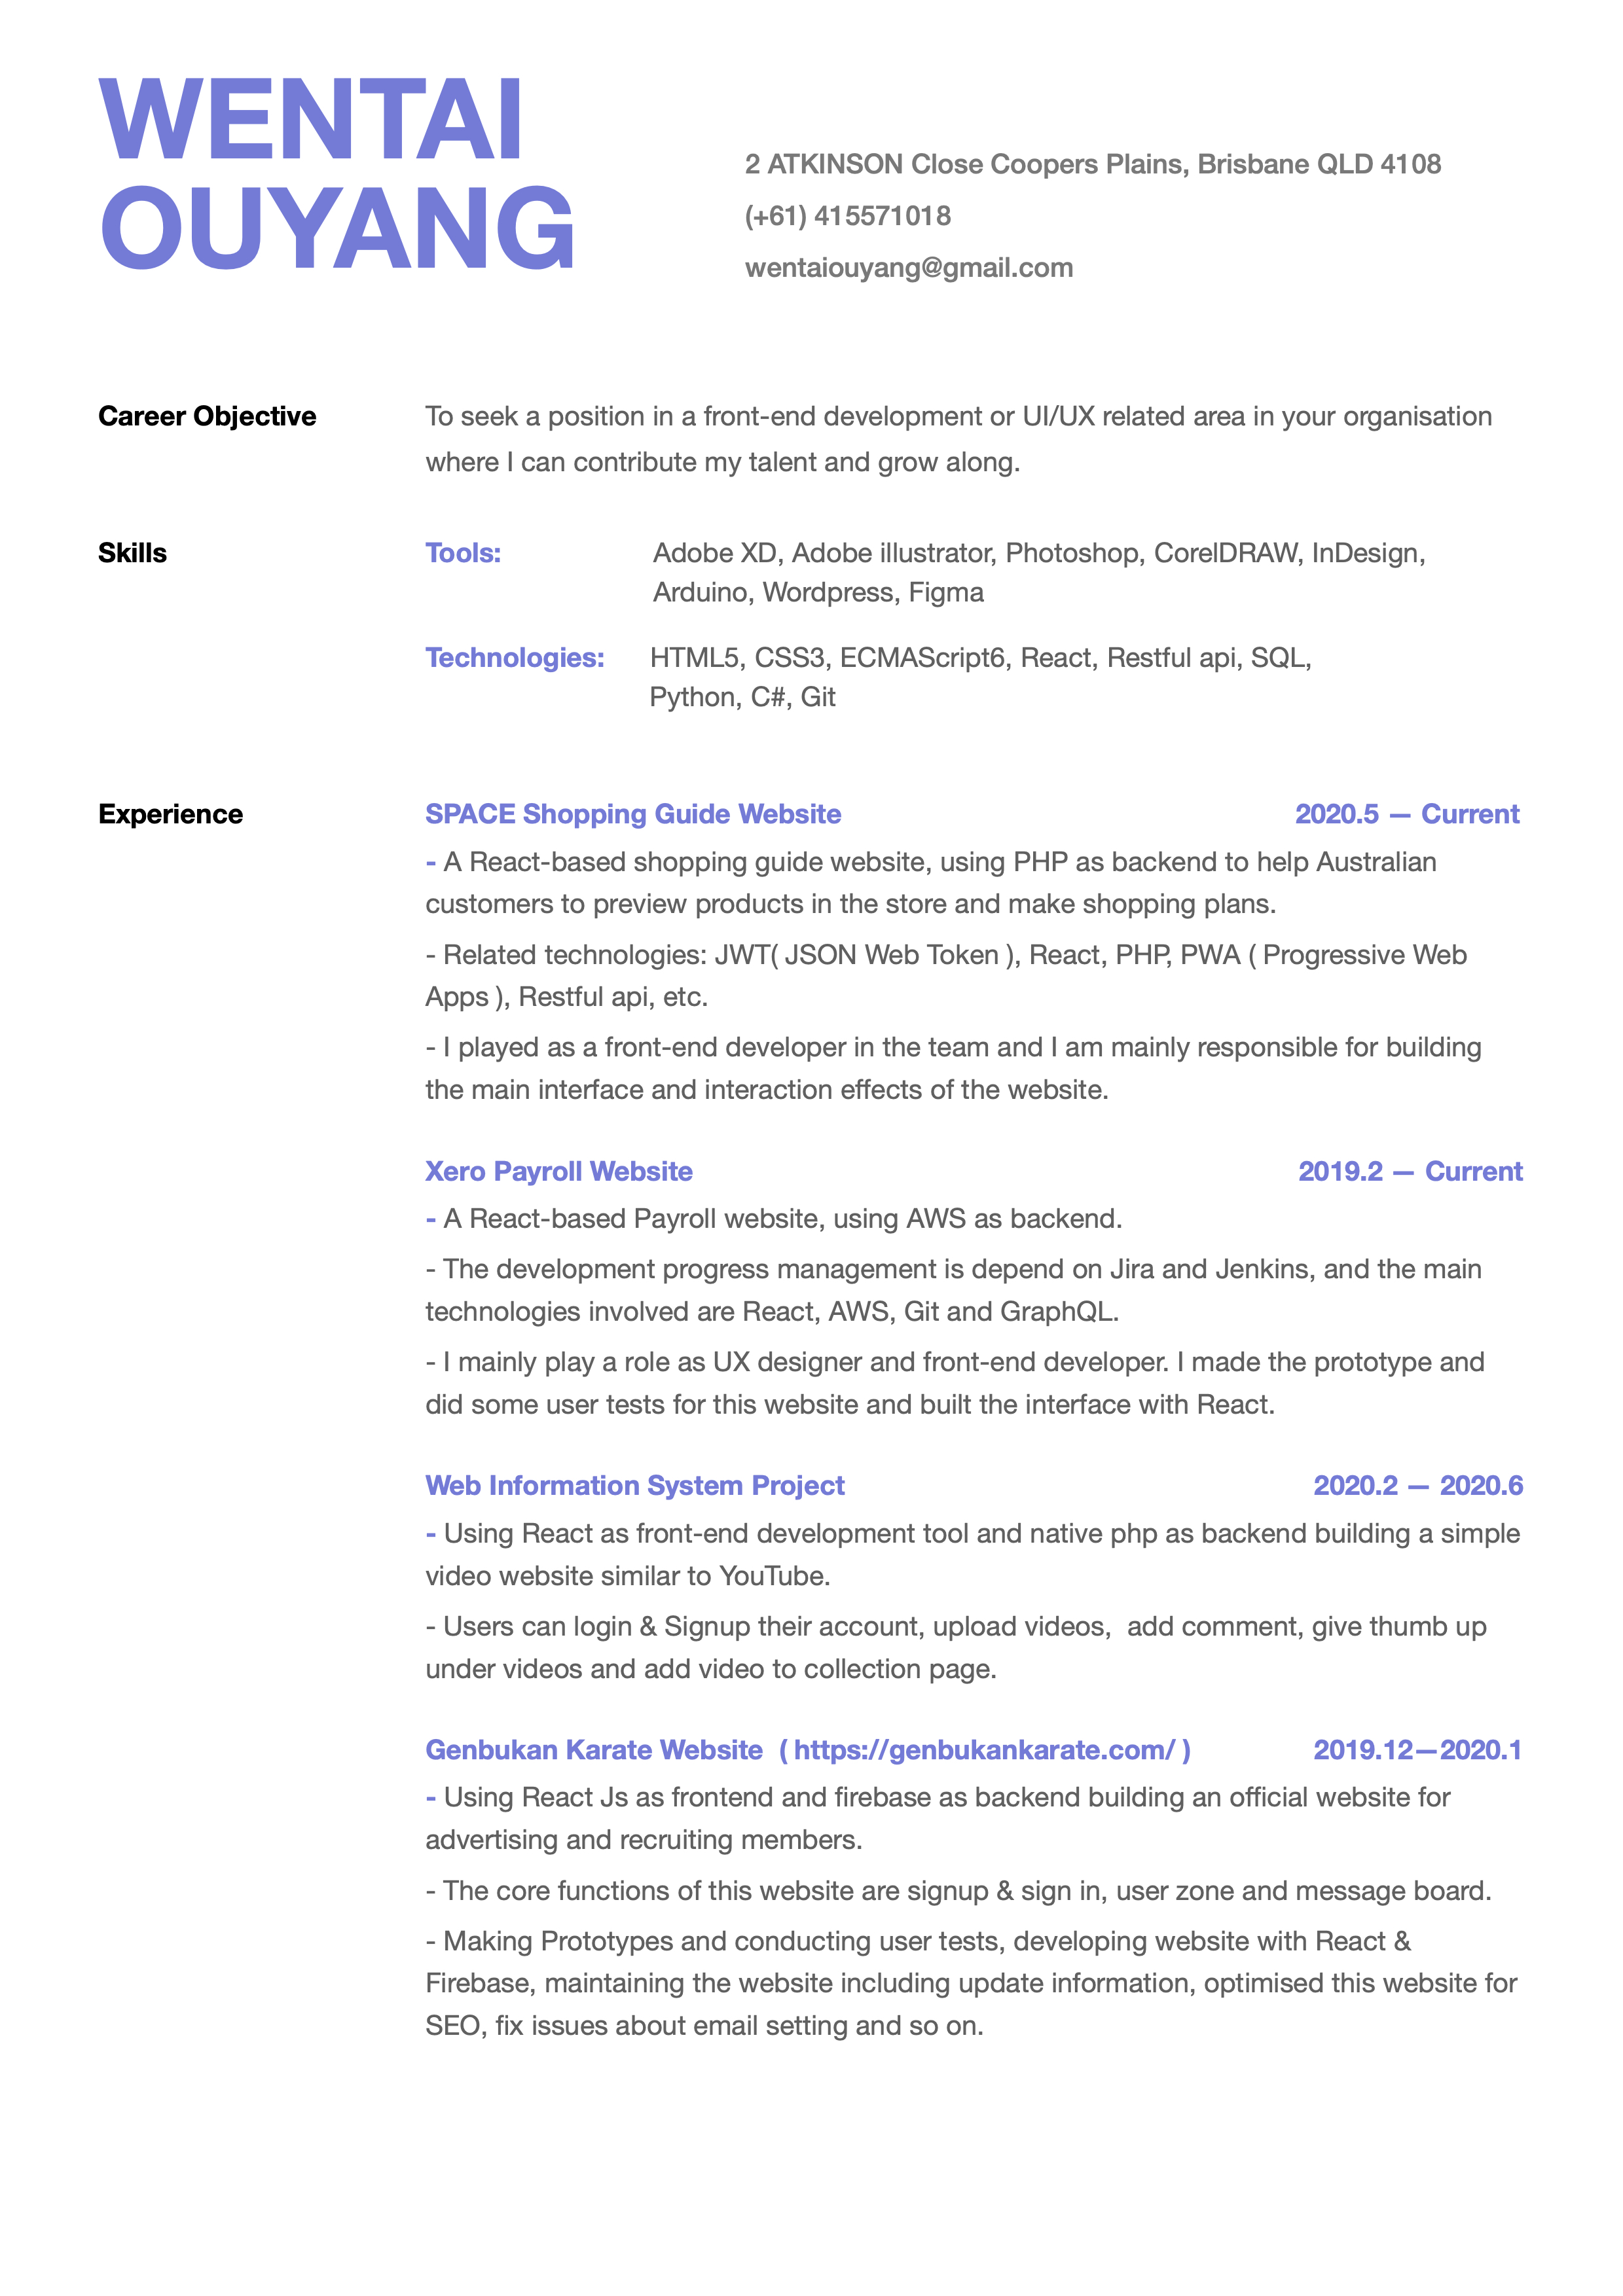 WENTAI
OUYANG
2 ATKINSON Close Coopers Plains, Brisbane QLD 4108
(+61) 415571018
wentaiouyang@gmail.com
Career Objective
To seek a position in a front-end development or UI/UX related area in your organisation
where I can contribute my talent and grow along.
Skills
Tools: Adobe XD, Adobe illustrator, Photoshop, CorelDRAW, InDesign,
Arduino, Wordpress, Figma
Technologies: HTML5, CSS3, ECMAScript6, React, Restful api, SQL,
Python, C#, Git
Experience
SPACE Shopping Guide Website 2020.5 — Current
- A React-based shopping guide website, using PHP as backend to help Australian
customers to preview products in the store and make shopping plans.
- Related technologies: JWT( JSON Web Token ), React, PHP, PWA ( Progressive Web
Apps ), Restful api, etc.
- I played as a front-end developer in the team and I am mainly responsible for building
the main interface and interaction effects of the website.
Xero Payroll Website 2019.2 — Current
- A React-based Payroll website, using AWS as backend.
- The development progress management is depend on Jira and Jenkins, and the main
technologies involved are React, AWS, Git and GraphQL.
- I mainly play a role as UX designer and front-end developer. I made the prototype and
did some user tests for this website and built the interface with React.
Web Information System Project 2020.2 — 2020.6
- Using React as front-end development tool and native php as backend building a simple
video website similar to YouTube.
- Users can login & Signup their account, upload videos,  add comment, give thumb up
under videos and add video to collection page.
Genbukan Karate Website  ( https://genbukankarate.com/ ) 2019.12—2020.1
- Using React Js as frontend and firebase as backend building an official website for
advertising and recruiting members.
- The core functions of this website are signup & sign in, user zone and message board.
- Making Prototypes and conducting user tests, developing website with React &
Firebase, maintaining the website including update information, optimised this website for
SEO, fix issues about email setting and so on.